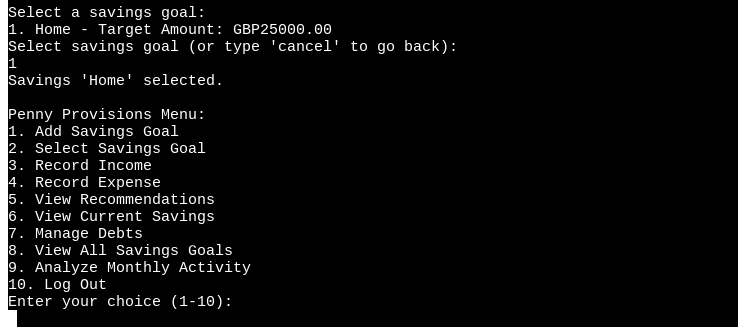 Select a savings goal:
1. Home - Target Amount: GBP25000.00
Select savings goal (or type 'cancel' to go back):
1
Savings 'Home' selected.

Penny Provisions Menu:
1. Add Savings Goal
2. Select Savings Goal
3. Record Income
4. Record Expense
5. View Recommendations
6. View Current Savings
7. Manage Debts
8. View All Savings Goals
9. Analyze Monthly Activity
10. Log Out
Enter your choice (1-10):